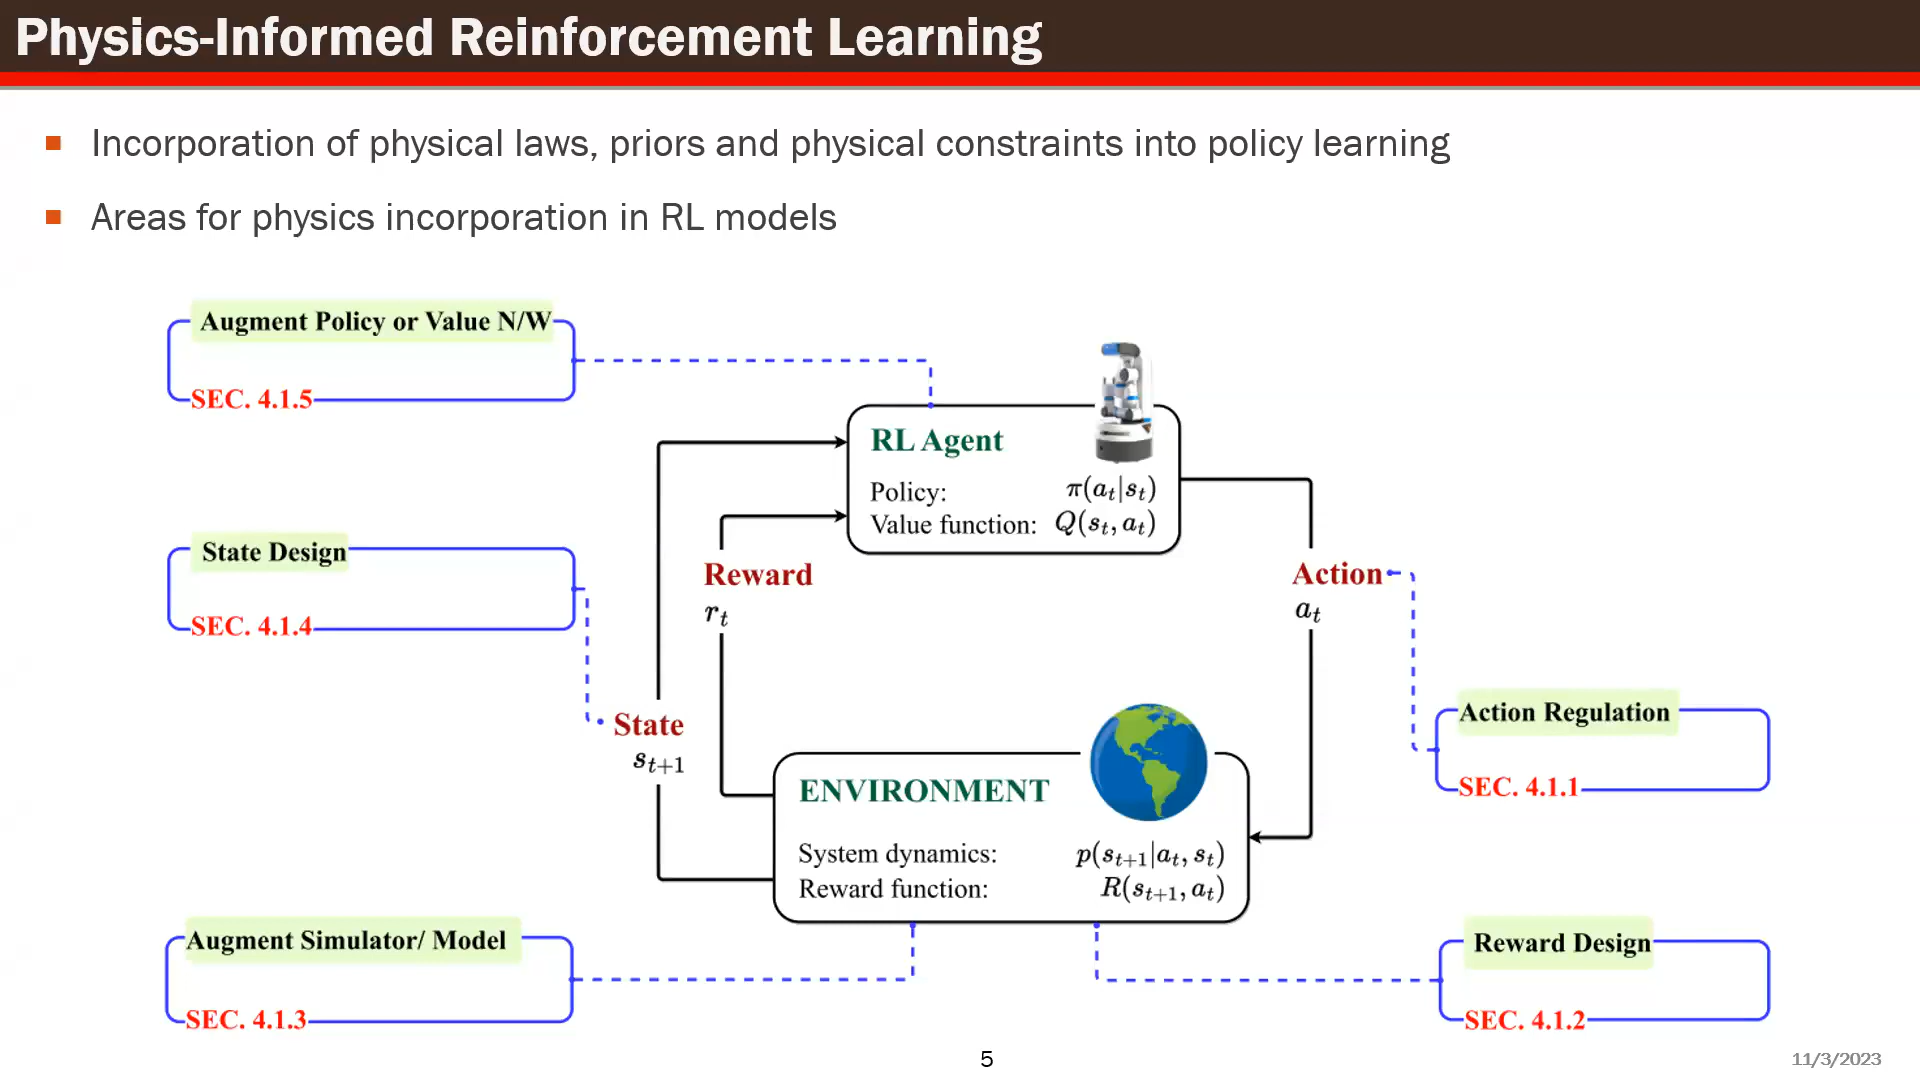 Physics-Informed Reinforcement Learning
Incorporation of physical laws, priors and physical constraints into policy learning
Areas for physics incorporation in RL models
Augment Policy or Value N/W
SEC. 4.1.5
RL Agent
Policy: π(a_t|s_t)
Value function: Q(s_t, a_t)
State Design
SEC. 4.1.4
Reward
r_t
Action
a_t
State
s_{t+1}
Action Regulation
SEC. 4.1.1
ENVIRONMENT
System dynamics: p(s_{t+1}|a_t, s_t)
Reward function: R(s_{t+1}, a_t)
Augment Simulator/ Model
SEC. 4.1.3
Reward Design
SEC. 4.1.2
5
11/3/2023